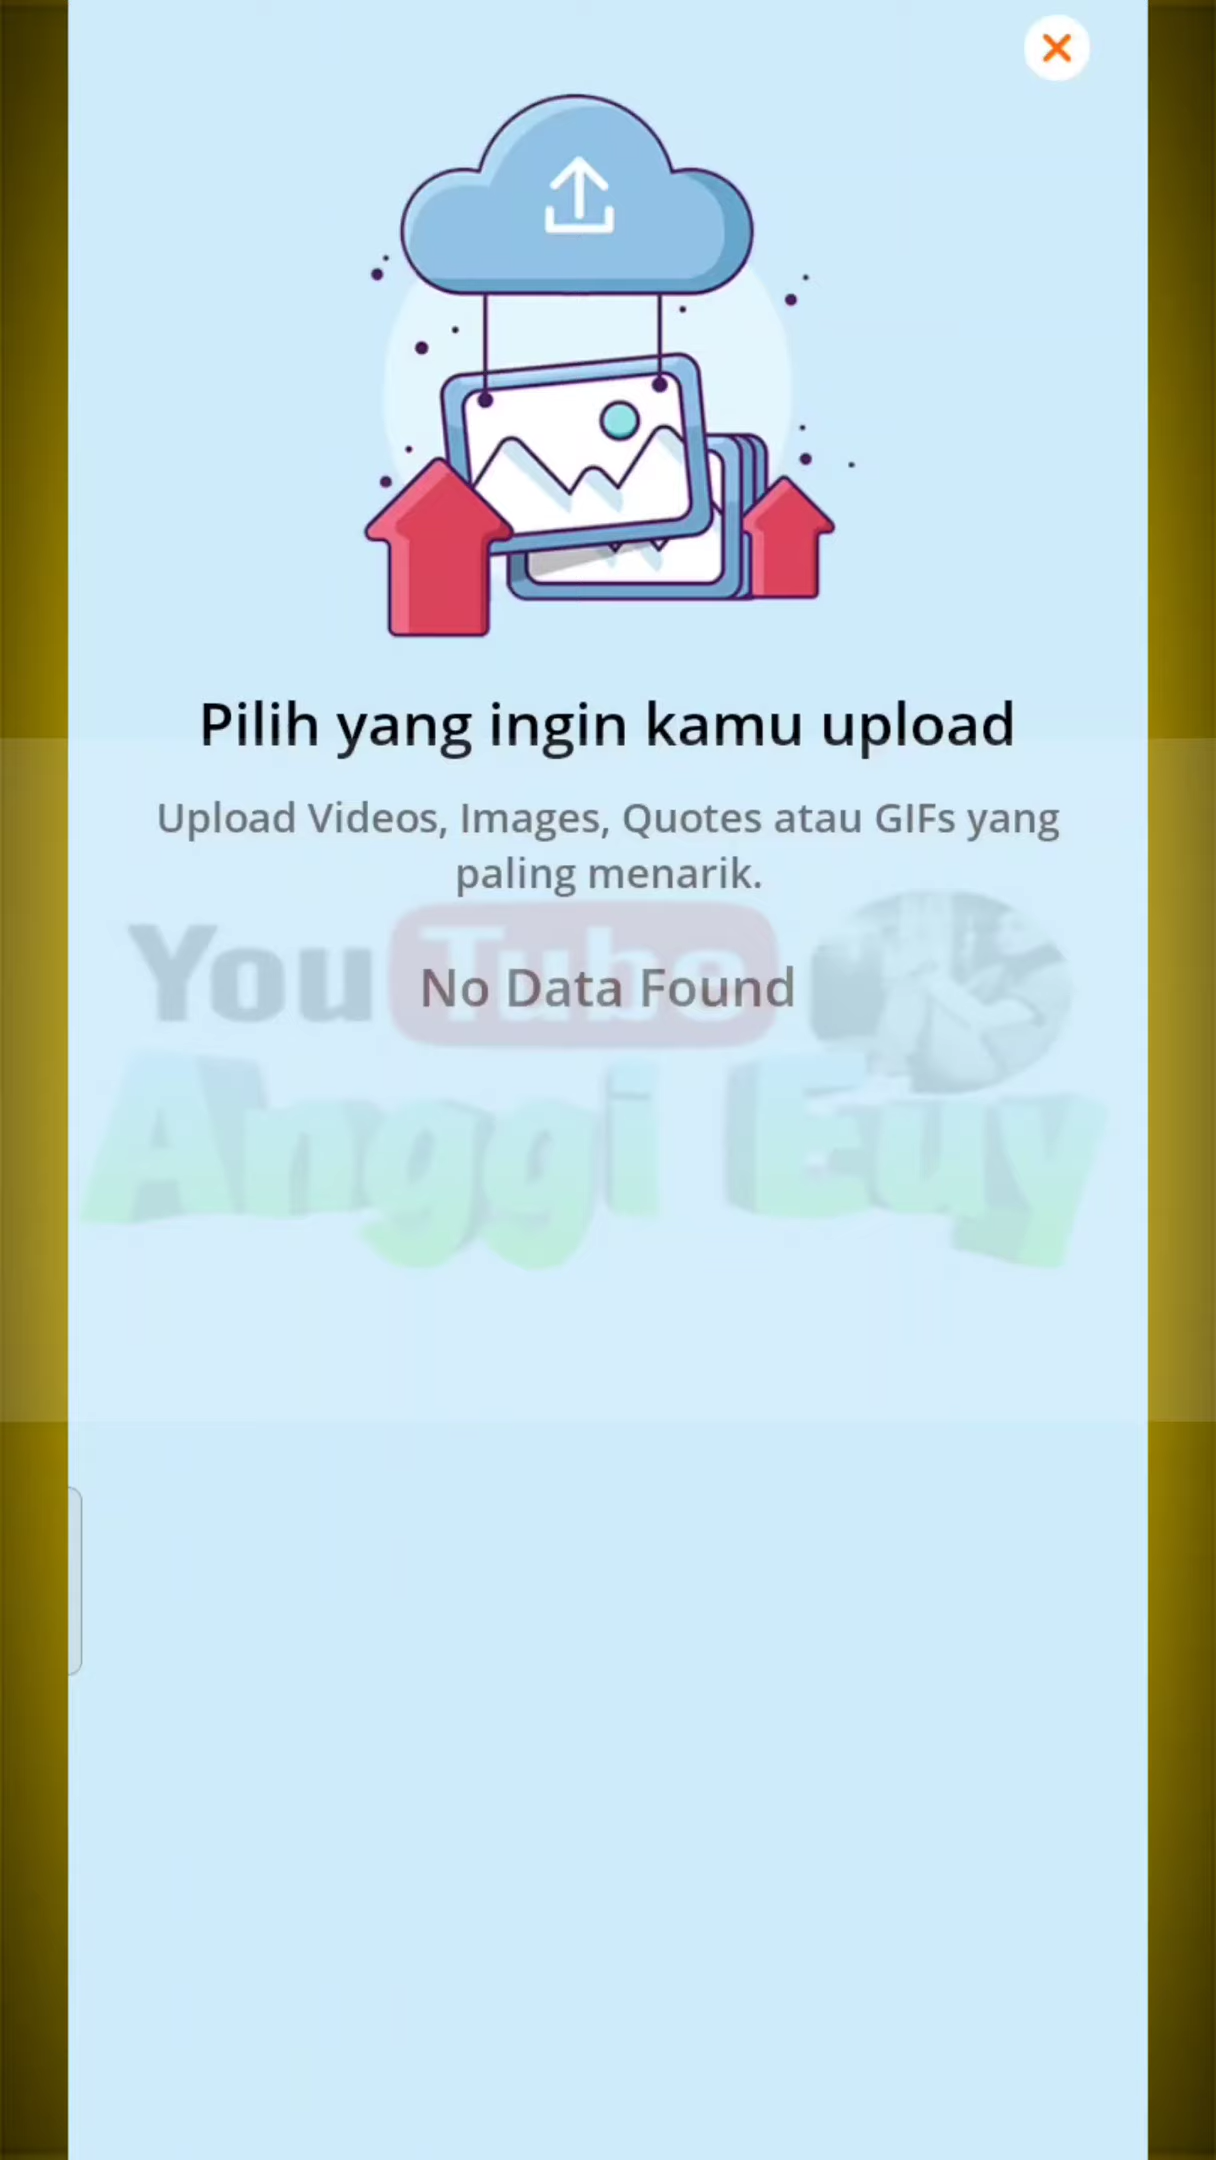 Pilih yang ingin kamu upload
Upload Videos, Images, Quotes atau GIFs yang
paling menarik.
YouTube
No Data Found
Anggi Euy